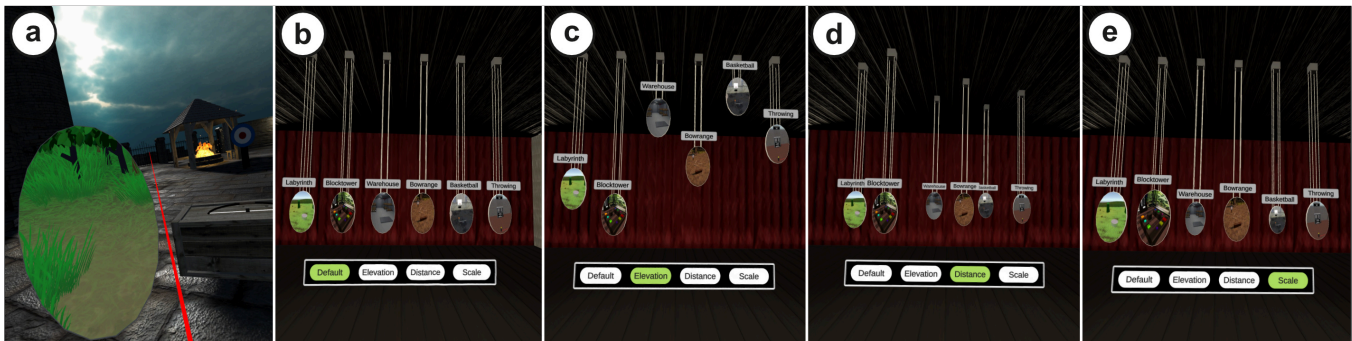 a
b
Labyrinth Blocktower Warehouse Bowrange Basketball Throwing
Default Elevation Distance Scale
c
Basketball
Warehouse
Throwing
Bowrange
Labyrinth
Blocktower
Default Elevation Distance Scale
d
Labyrinth Blocktower Warehouse Bowrange Basketball Throwing
Default Elevation Distance Scale
e
Labyrinth Blocktower Warehouse Bowrange Basketball Throwing
Default Elevation Distance Scale